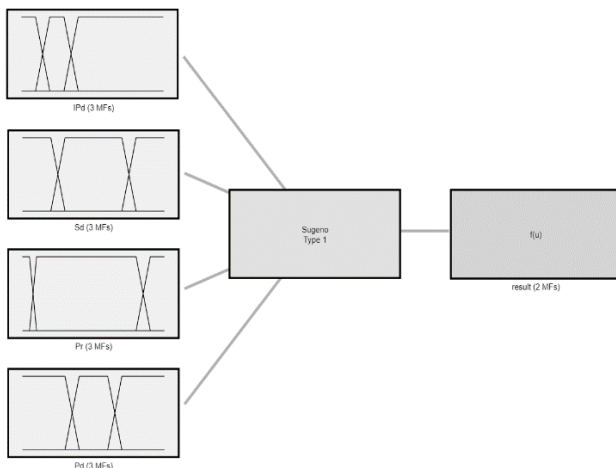 IPd (3 MFs)
Sd (3 MFs)
Pr (3 MFs)
Pd (3 MFs)
Sugeno
Type 1
f(u)
result (2 MFs)